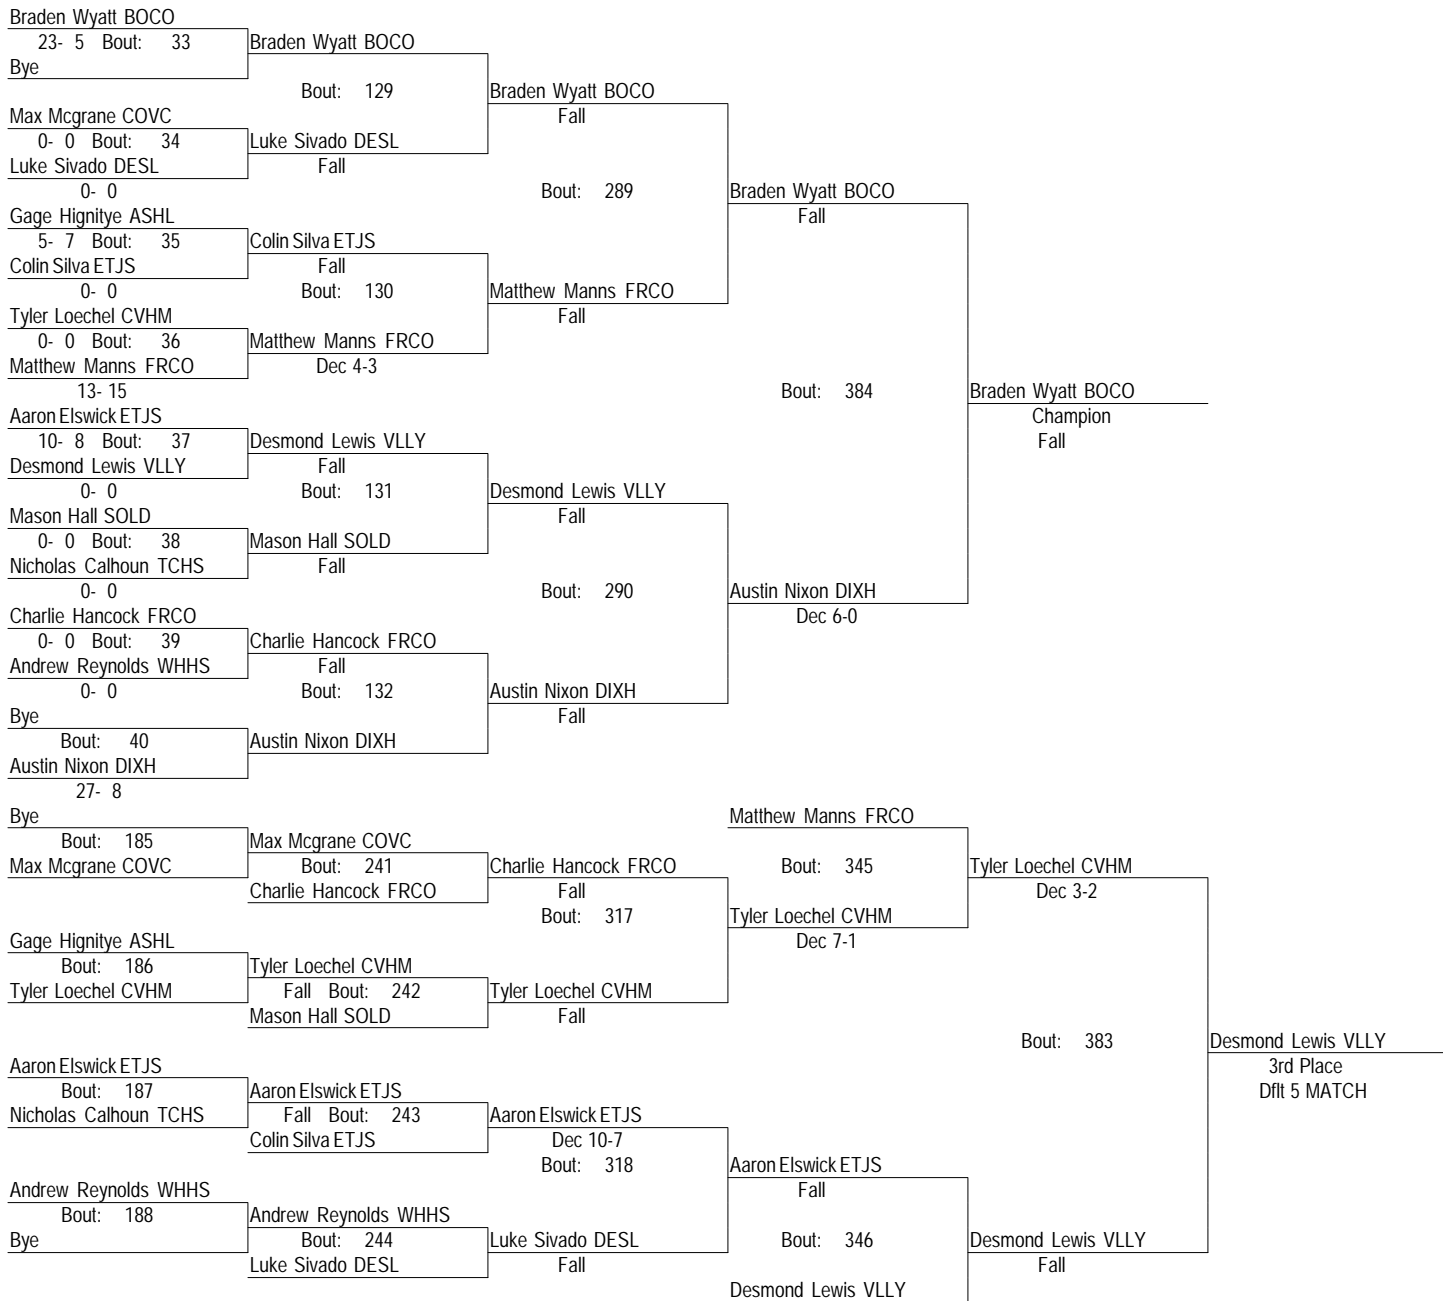 Braden Wyatt BOCO
23- 5 Bout: 33 Braden Wyatt BOCO
Bye
Bout: 129 Braden Wyatt BOCO
Max Mcgrane COVC Fall
0- 0 Bout: 34 Luke Sivado DESL
Luke Sivado DESL Fall
0- 0 Bout: 289 Braden Wyatt BOCO
Gage Hignitye ASHL Fall
5- 7 Bout: 35 Colin Silva ETJS
Colin Silva ETJS Fall
0- 0 Bout: 130 Matthew Manns FRCO
Tyler Loechel CVHM Fall
0- 0 Bout: 36 Matthew Manns FRCO
Matthew Manns FRCO Dec 4-3
13- 15 Bout: 384 Braden Wyatt BOCO
Aaron Elswick ETJS Champion
10- 8 Bout: 37 Desmond Lewis VLLY Fall
Desmond Lewis VLLY Fall
0- 0 Bout: 131 Desmond Lewis VLLY
Mason Hall SOLD Fall
0- 0 Bout: 38 Mason Hall SOLD
Nicholas Calhoun TCHS Fall
0- 0 Bout: 290 Austin Nixon DIXH
Charlie Hancock FRCO Dec 6-0
0- 0 Bout: 39 Charlie Hancock FRCO
Andrew Reynolds WHHS Fall
0- 0 Bout: 132 Austin Nixon DIXH
Bye Fall
Bout: 40 Austin Nixon DIXH
Austin Nixon DIXH
27- 8
Bye Matthew Manns FRCO
Bout: 185 Max Mcgrane COVC
Max Mcgrane COVC Bout: 241 Charlie Hancock FRCO Bout: 345 Tyler Loechel CVHM
Charlie Hancock FRCO Fall Dec 3-2
Bout: 317 Tyler Loechel CVHM
Gage Hignitye ASHL Dec 7-1
Bout: 186 Tyler Loechel CVHM
Tyler Loechel CVHM Fall Bout: 242 Tyler Loechel CVHM
Mason Hall SOLD Fall
Bout: 383 Desmond Lewis VLLY
Aaron Elswick ETJS 3rd Place
Bout: 187 Aaron Elswick ETJS Dflt 5 MATCH
Nicholas Calhoun TCHS Fall Bout: 243 Aaron Elswick ETJS
Colin Silva ETJS Dec 10-7
Bout: 318 Aaron Elswick ETJS
Andrew Reynolds WHHS Fall
Bout: 188 Andrew Reynolds WHHS
Bye Bout: 244 Luke Sivado DESL Bout: 346 Desmond Lewis VLLY
Luke Sivado DESL Fall Fall
Desmond Lewis VLLY